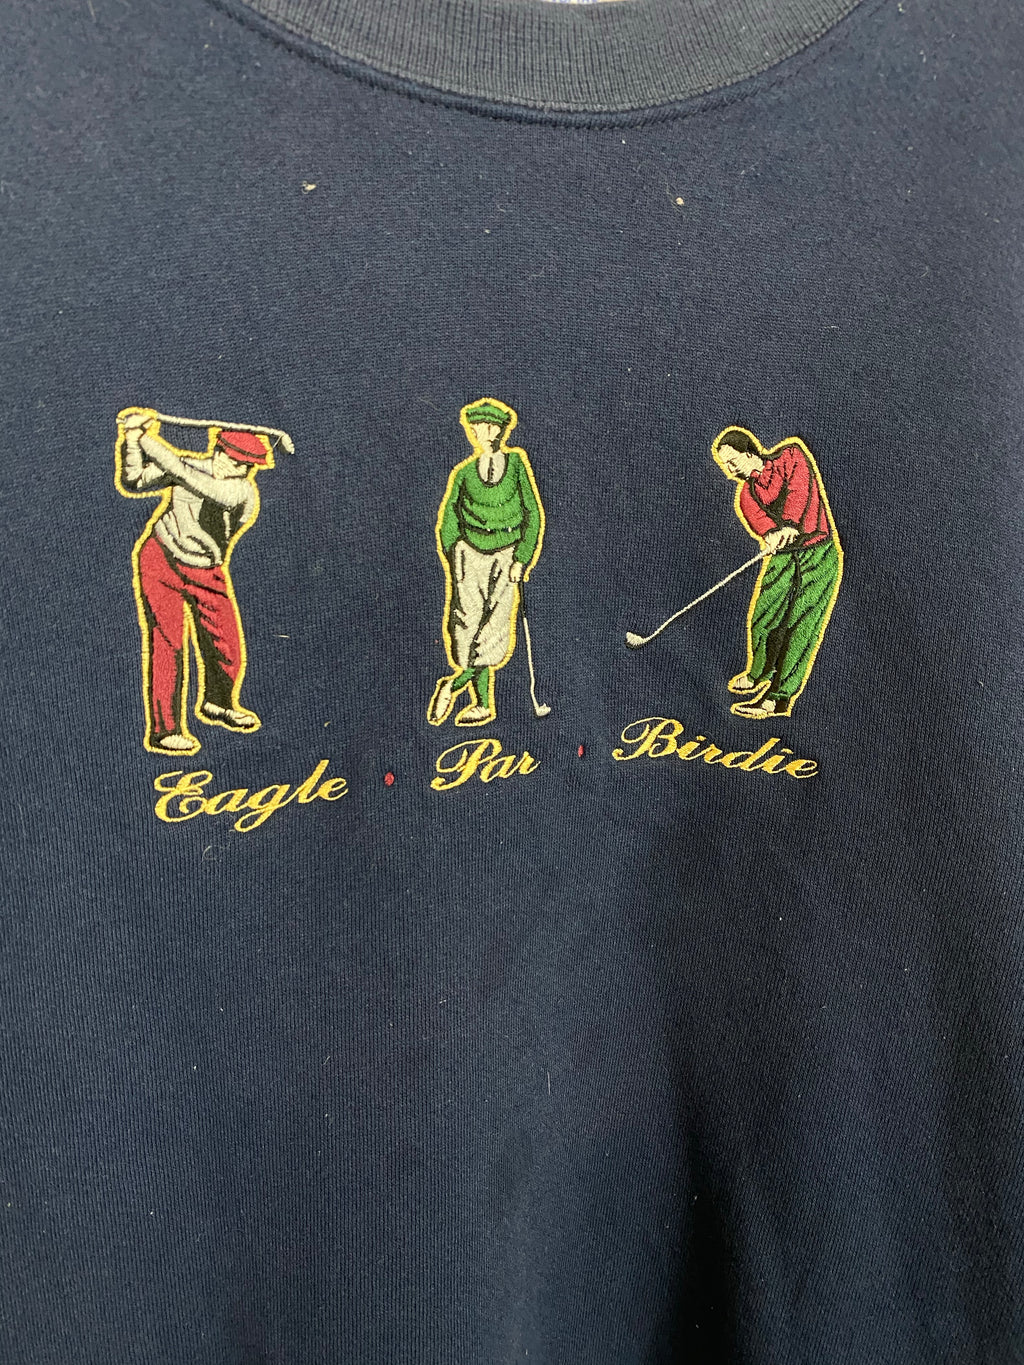 Eagle · Par · Birdie